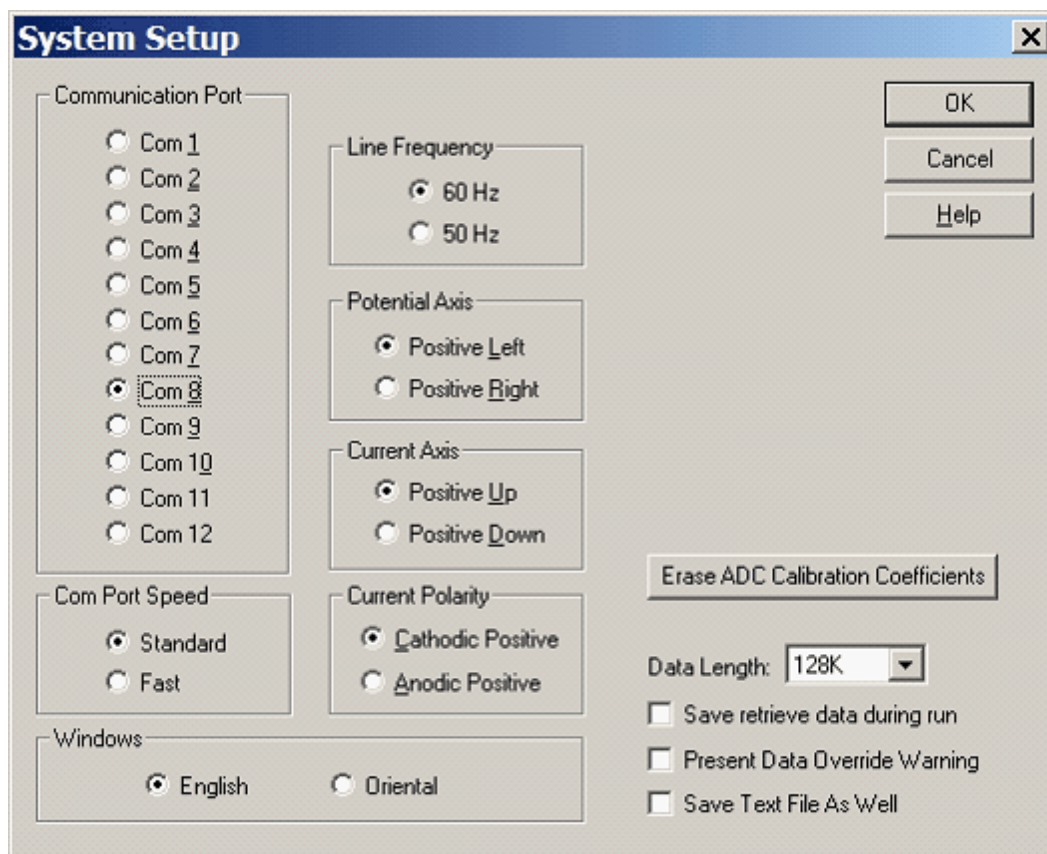 System Setup
Communication Port
Com 1
Com 2
Com 3
Com 4
Com 5
Com 6
Com 7
Com 8
Com 9
Com 10
Com 11
Com 12
Com Port Speed
Standard
Fast
Windows
English
Oriental
Line Frequency
60 Hz
50 Hz
Potential Axis
Positive Left
Positive Right
Current Axis
Positive Up
Positive Down
Current Polarity
Cathodic Positive
Anodic Positive
OK
Cancel
Help
Erase ADC Calibration Coefficients
Data Length: 128K
Save retrieve data during run
Present Data Override Warning
Save Text File As Well